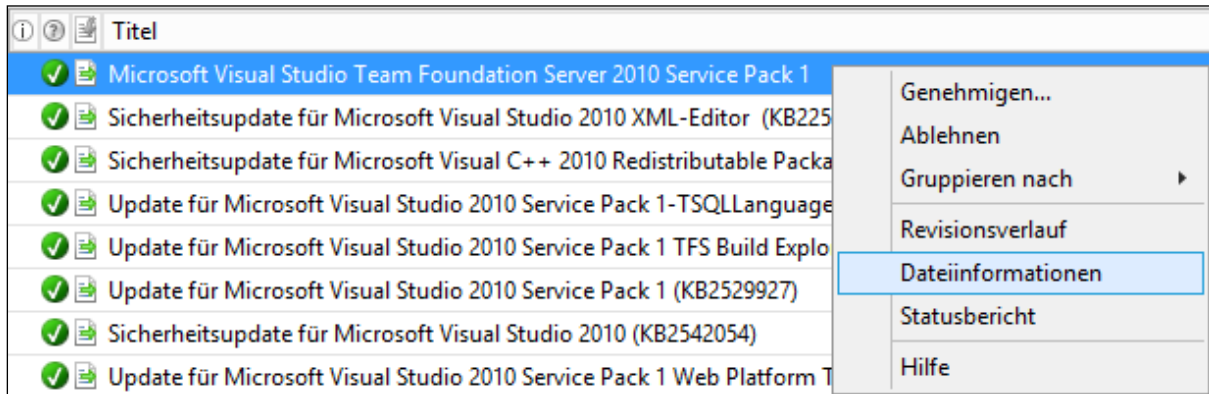 Titel
Microsoft Visual Studio Team Foundation Server 2010 Service Pack 1
Sicherheitsupdate für Microsoft Visual Studio 2010 XML-Editor (KB225
Sicherheitsupdate für Microsoft Visual C++ 2010 Redistributable Packa
Update für Microsoft Visual Studio 2010 Service Pack 1-TSQLLanguage
Update für Microsoft Visual Studio 2010 Service Pack 1 TFS Build Explo
Update für Microsoft Visual Studio 2010 Service Pack 1 (KB2529927)
Sicherheitsupdate für Microsoft Visual Studio 2010 (KB2542054)
Update für Microsoft Visual Studio 2010 Service Pack 1 Web Platform T
Genehmigen...
Ablehnen
Gruppieren nach
Revisionsverlauf
Dateiinformationen
Statusbericht
Hilfe